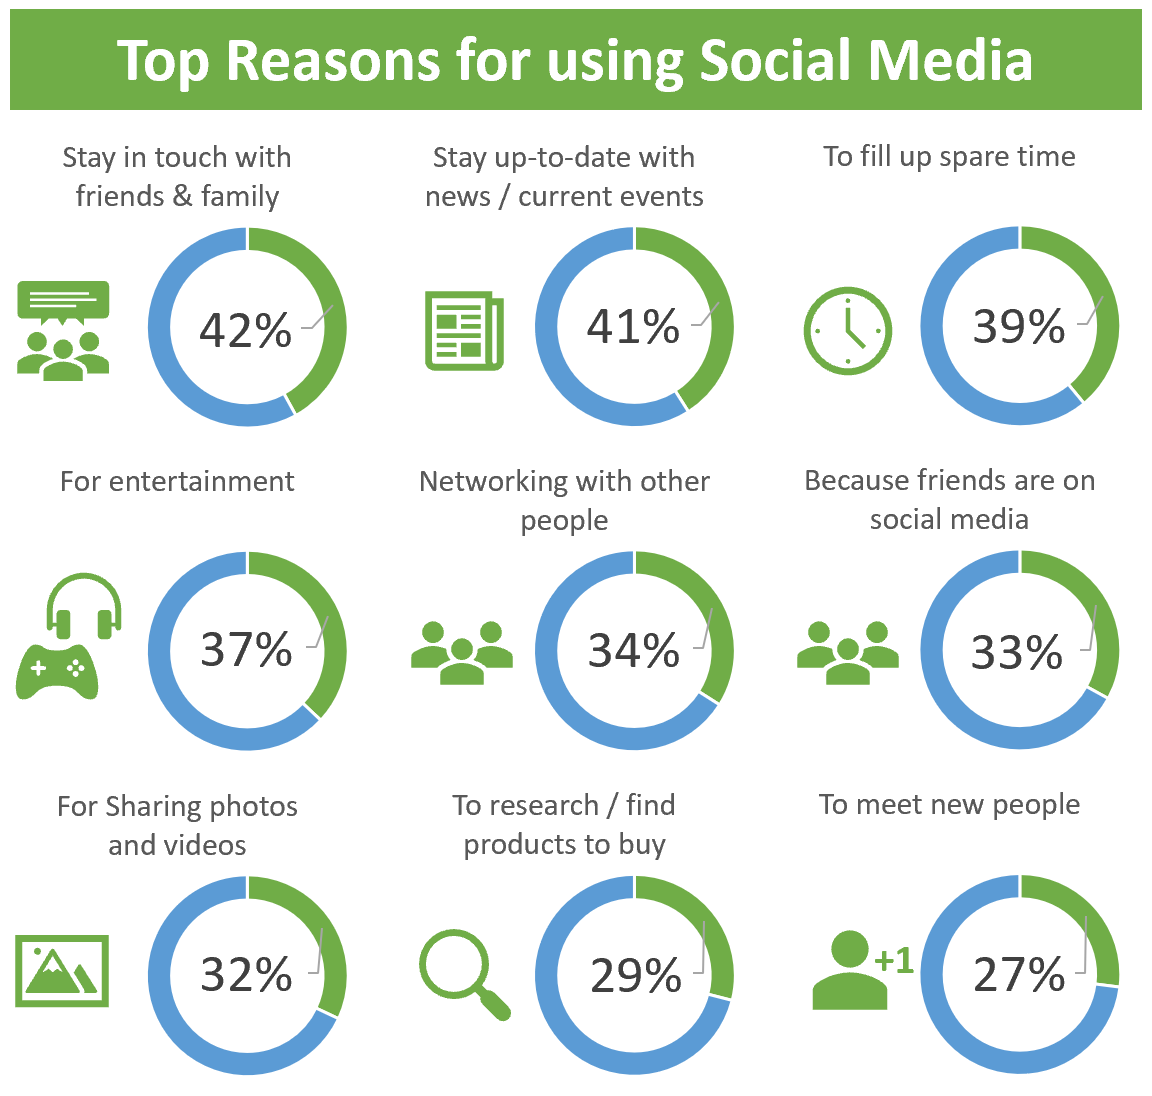 Top Reasons for using Social Media
Stay in touch with
friends & family
42%
Stay up-to-date with
news / current events
41%
To fill up spare time
39%
For entertainment
37%
Networking with other
people
34%
Because friends are on
social media
33%
For Sharing photos
and videos
32%
To research / find
products to buy
29%
To meet new people
+1
27%